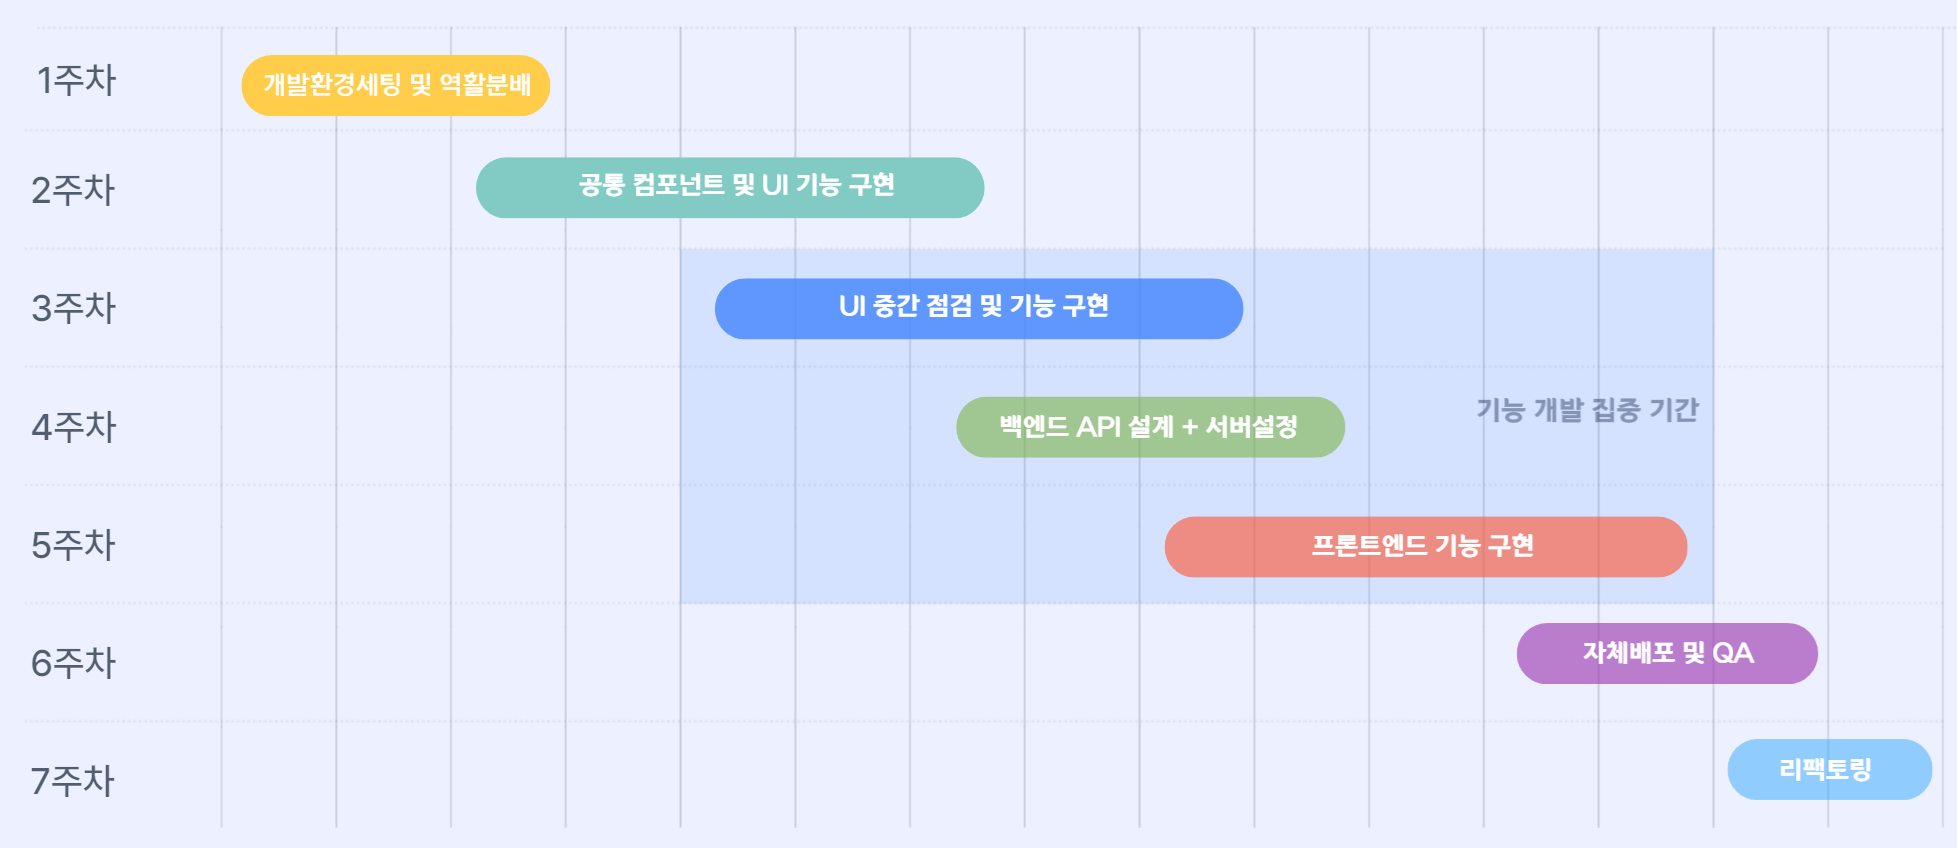 1주차
개발환경세팅 및 역활분배
2주차
공통 컴포넌트 및 UI 기능 구현
3주차
UI 중간 점검 및 기능 구현
4주차
백엔드 API 설계 + 서버설정
기능 개발 집중 기간
5주차
프론트엔드 기능 구현
6주차
자체배포 및 QA
7주차
리팩토링